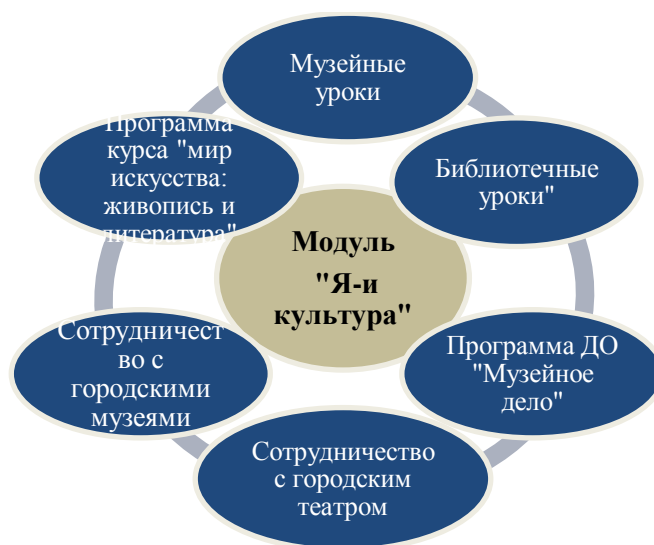 Музейные
уроки
Библиотечные
уроки"
Программа ДО
"Музейное
дело"
Сотрудничество
с городским
театром
Сотрудничест
во с
городскими
музеями
Программа
курса "мир
искусства:
живопись и
литература"
Модуль
"Я-и
культура"